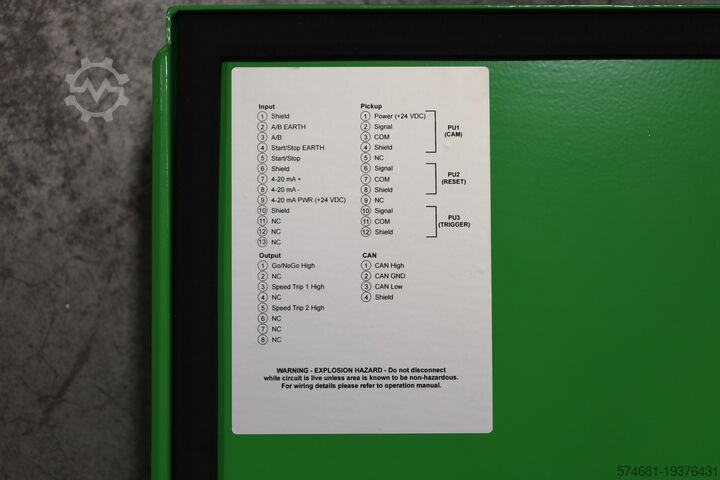 Input
1 Shield
2 A/B EARTH
3 A/B
4 Start/Stop EARTH
5 Start/Stop
6 Shield
7 4-20 mA +
8 4-20 mA -
9 4-20 mA PWR (+24 VDC)
10 Shield
11 NC
12 NC
13 NC
Pickup
1 Power (+24 VDC)
2 Signal
3 COM
4 Shield
PU1
(CAM)
5 NC
6 Signal
7 COM
8 Shield
PU2
(RESET)
9 NC
10 Signal
11 COM
12 Shield
PU3
(TRIGGER)
Output
1 Go/NoGo High
2 NC
3 Speed Trip 1 High
4 NC
5 Speed Trip 2 High
6 NC
7 NC
8 NC
CAN
1 CAN High
2 CAN GND
3 CAN Low
4 Shield
WARNING - EXPLOSION HAZARD - Do not disconnect
while circuit is live unless area is known to be non-hazardous.
For wiring details please refer to operation manual.
574681-19376431